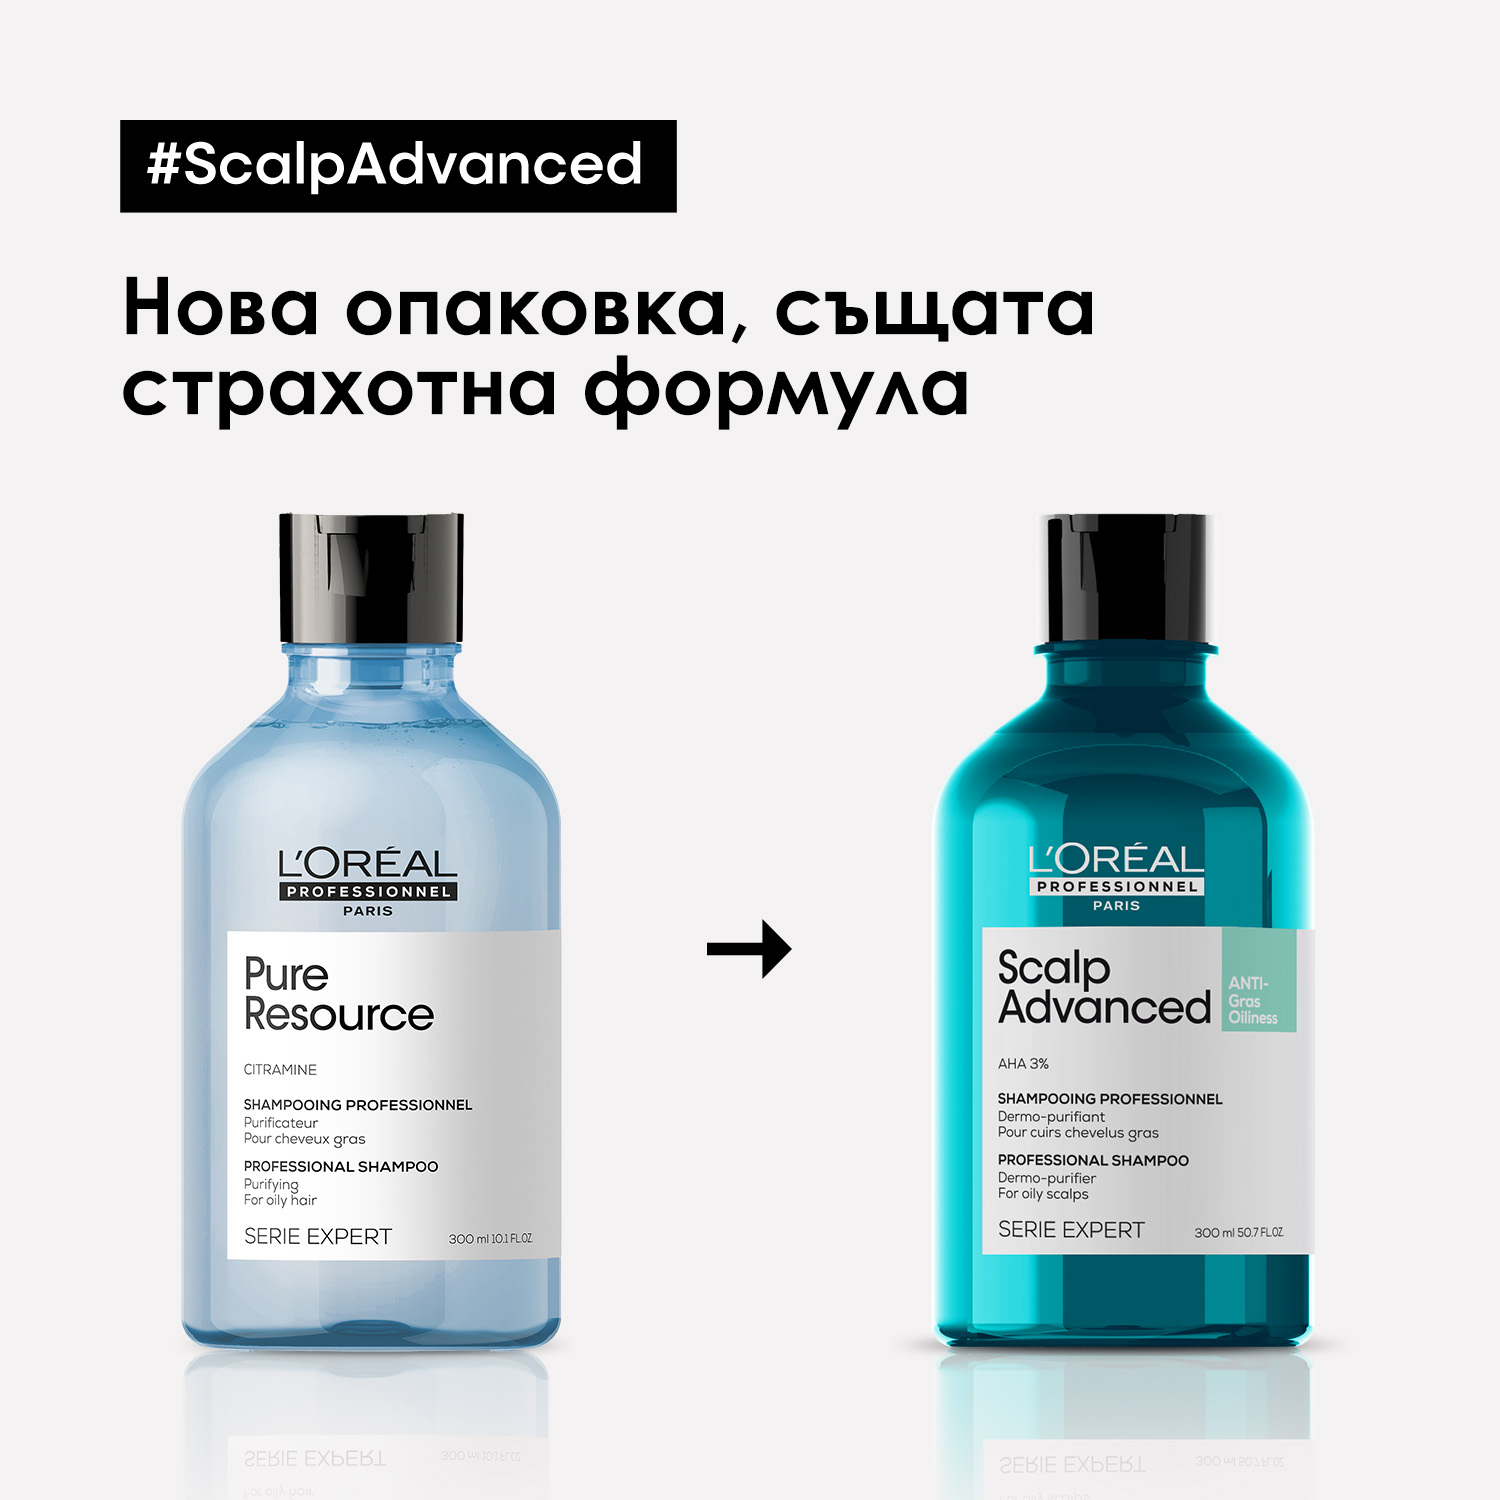 #ScalpAdvanced
Нова опаковка, същата
страхотна формула
L'ORÉAL
PROFESSIONNEL
PARIS
Pure
Resource
CITRAMINE
SHAMPOOING PROFESSIONNEL
Purificateur
Pour cheveux gras
PROFESSIONAL SHAMPOO
Purifying
For oily hair
SERIE EXPERT
300 ml 10.1 FL.OZ.
L'ORÉAL
PROFESSIONNEL
PARIS
Scalp
Advanced
ANTI-
Gras
Oiliness
AHA 3%
SHAMPOOING PROFESSIONNEL
Dermo-purifiant
Pour cuirs chevelus gras
PROFESSIONAL SHAMPOO
Dermo-purifier
For oily scalps
SERIE EXPERT
300 ml 50.7 FL.OZ.